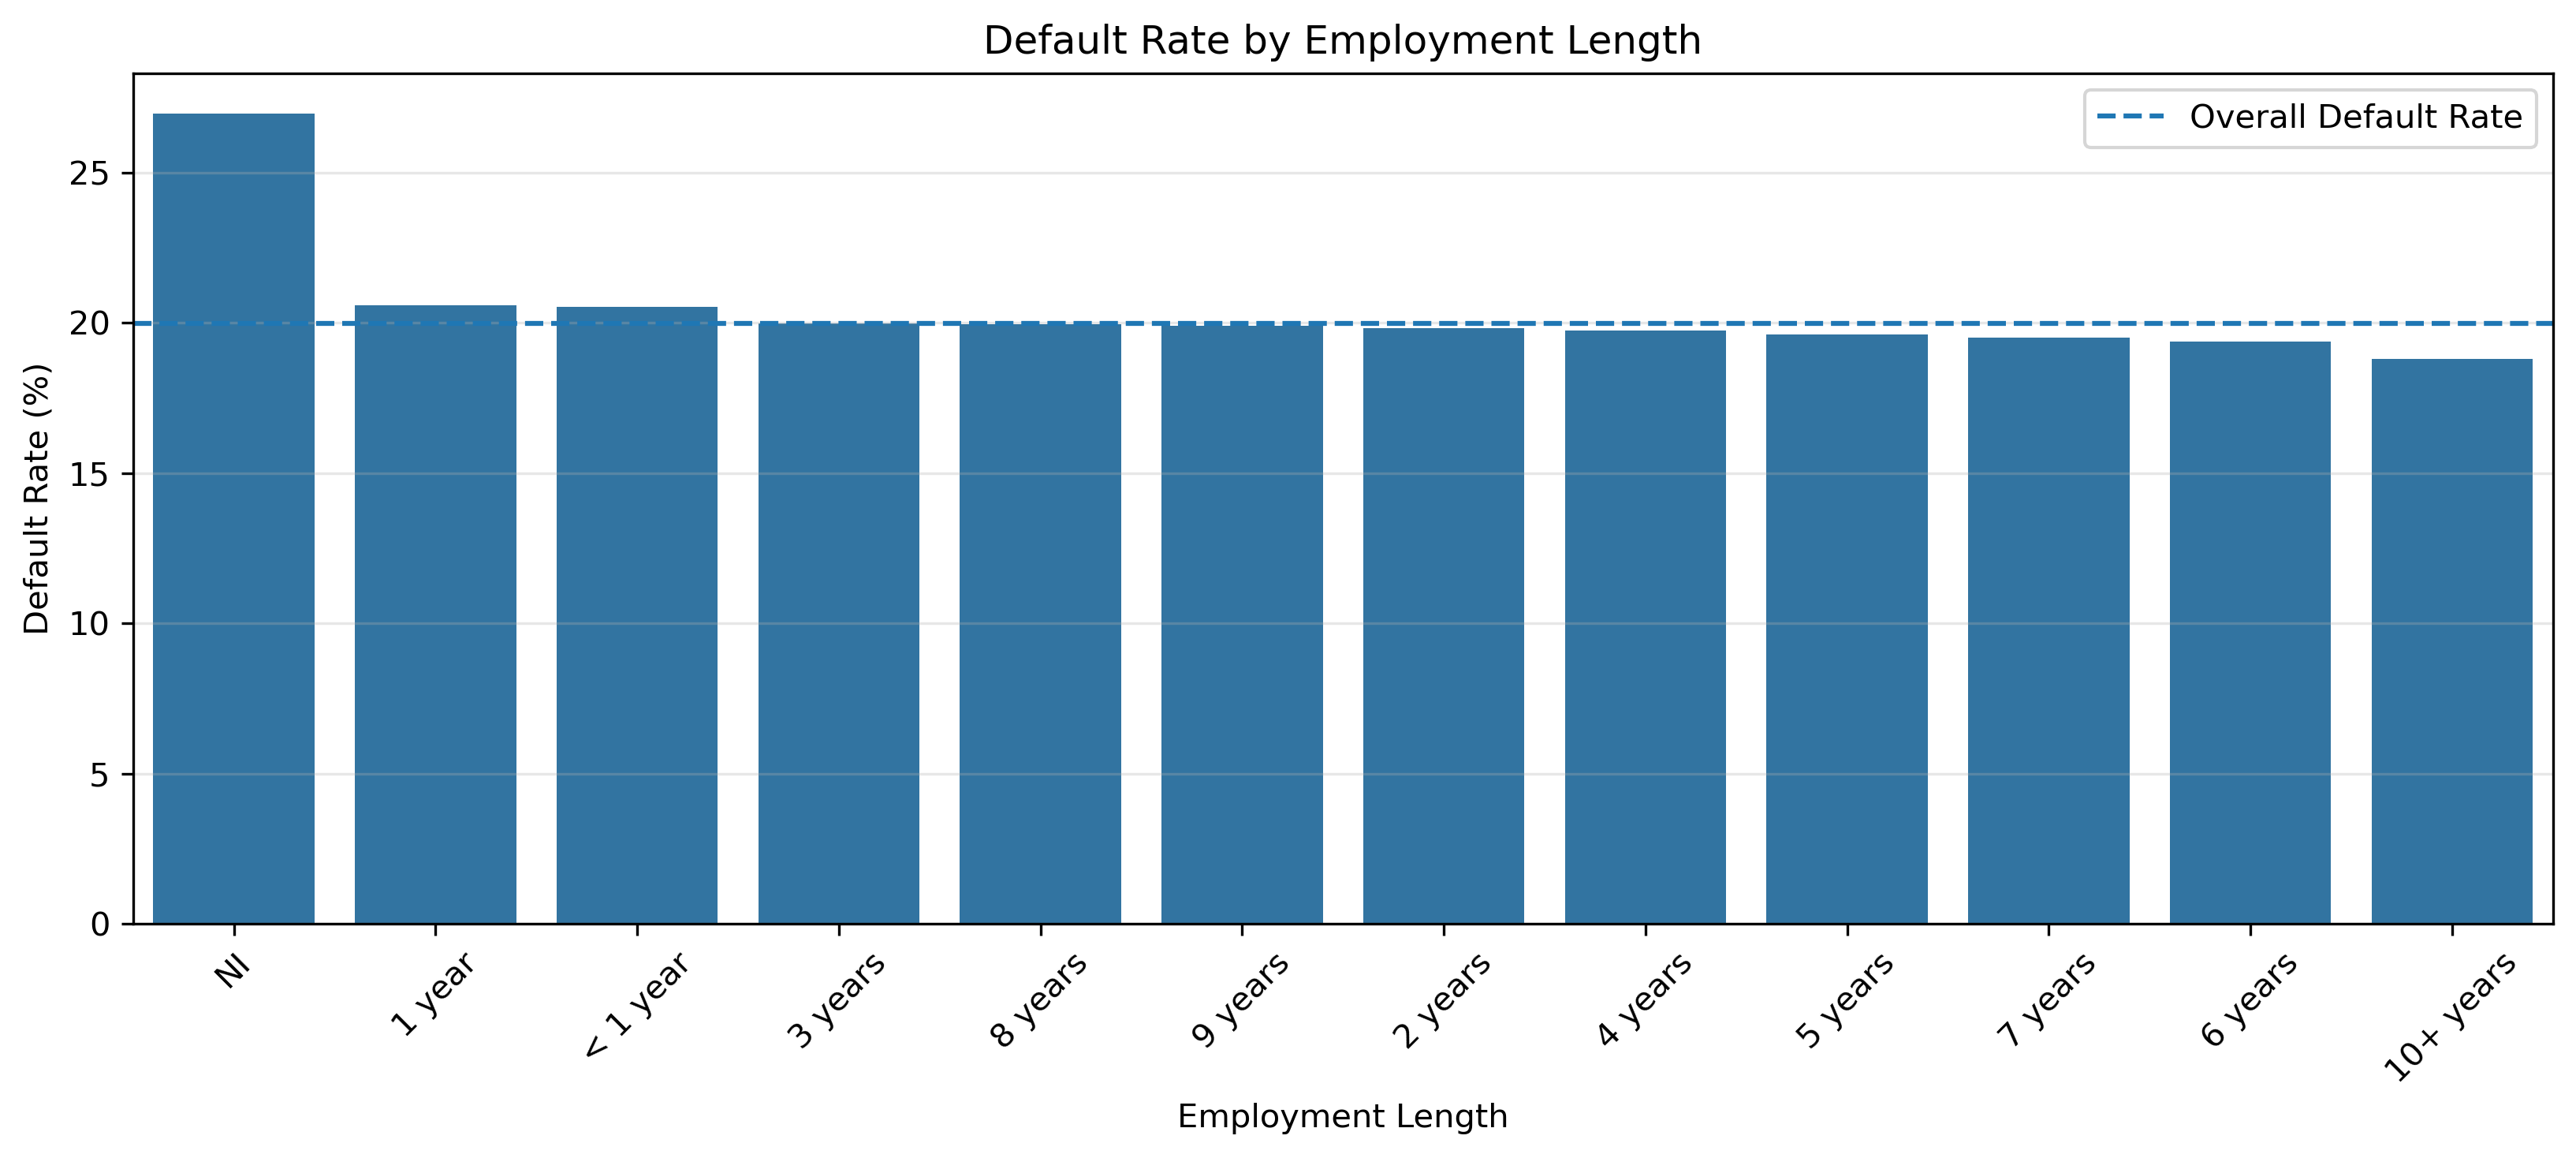 Default Rate by Employment Length
Overall Default Rate
Default Rate (%)
25
20
15
10
5
0
NI
1 year
< 1 year
3 years
8 years
9 years
2 years
4 years
5 years
7 years
6 years
10+ years
Employment Length